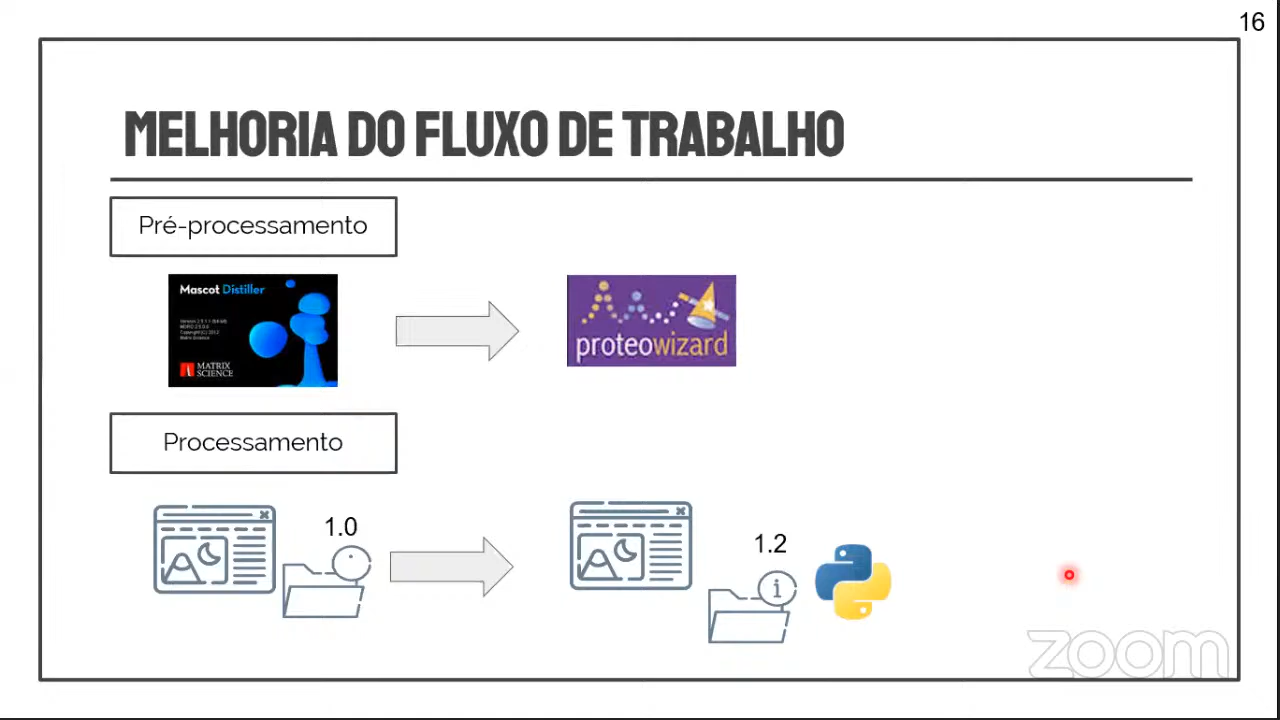 16
MELHORIA DO FLUXO DE TRABALHO
Pré-processamento
Mascot Distiller
MATRIX
SCIENCE
proteowizard
Processamento
1.0
1.2
i
zoom